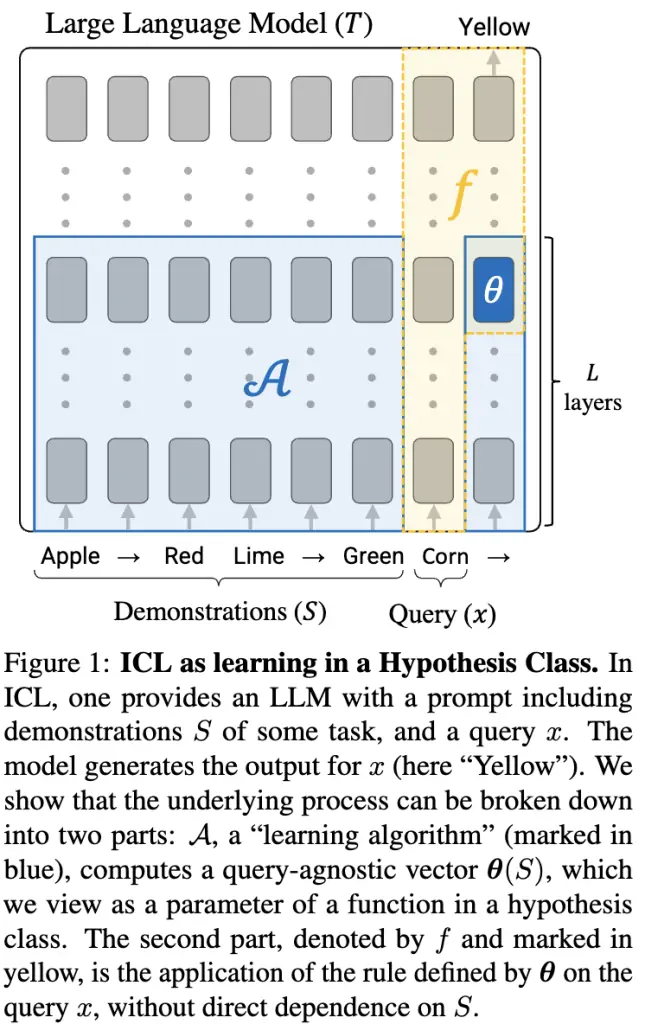 Large Language Model (T)
Yellow
f
θ
𝒜
L
layers
Apple → Red Lime → Green Corn →
Demonstrations (S)
Query (x)
Figure 1: ICL as learning in a Hypothesis Class. In
ICL, one provides an LLM with a prompt including
demonstrations S of some task, and a query x. The
model generates the output for x (here “Yellow”). We
show that the underlying process can be broken down
into two parts: 𝒜, a “learning algorithm” (marked in
blue), computes a query-agnostic vector θ(S), which
we view as a parameter of a function in a hypothesis
class. The second part, denoted by f and marked in
yellow, is the application of the rule defined by θ on the
query x, without direct dependence on S.